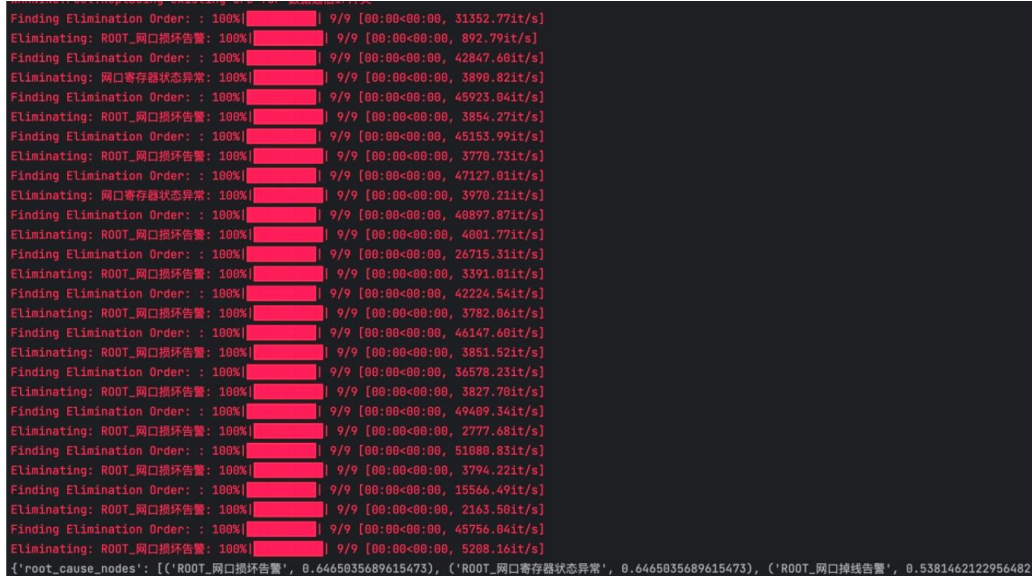 Finding Elimination Order: : 100%| | 9/9 [00:00<00:00, 31352.77it/s]
Eliminating: ROOT_网口损坏告警: 100%| | 9/9 [00:00<00:00, 892.79it/s]
Finding Elimination Order: : 100%| | 9/9 [00:00<00:00, 42847.60it/s]
Eliminating: 网口寄存器状态异常: 100%| | 9/9 [00:00<00:00, 3890.82it/s]
Finding Elimination Order: : 100%| | 9/9 [00:00<00:00, 45923.04it/s]
Eliminating: ROOT_网口损坏告警: 100%| | 9/9 [00:00<00:00, 3854.27it/s]
Finding Elimination Order: : 100%| | 9/9 [00:00<00:00, 45153.99it/s]
Eliminating: ROOT_网口损坏告警: 100%| | 9/9 [00:00<00:00, 3770.73it/s]
Finding Elimination Order: : 100%| | 9/9 [00:00<00:00, 47127.01it/s]
Eliminating: 网口寄存器状态异常: 100%| | 9/9 [00:00<00:00, 3970.21it/s]
Finding Elimination Order: : 100%| | 9/9 [00:00<00:00, 40897.87it/s]
Eliminating: ROOT_网口损坏告警: 100%| | 9/9 [00:00<00:00, 4001.77it/s]
Finding Elimination Order: : 100%| | 9/9 [00:00<00:00, 26715.31it/s]
Eliminating: ROOT_网口损坏告警: 100%| | 9/9 [00:00<00:00, 3391.01it/s]
Finding Elimination Order: : 100%| | 9/9 [00:00<00:00, 42224.54it/s]
Eliminating: ROOT_网口损坏告警: 100%| | 9/9 [00:00<00:00, 3782.06it/s]
Finding Elimination Order: : 100%| | 9/9 [00:00<00:00, 46147.60it/s]
Eliminating: ROOT_网口损坏告警: 100%| | 9/9 [00:00<00:00, 3851.52it/s]
Finding Elimination Order: : 100%| | 9/9 [00:00<00:00, 36578.23it/s]
Eliminating: ROOT_网口损坏告警: 100%| | 9/9 [00:00<00:00, 3827.70it/s]
Finding Elimination Order: : 100%| | 9/9 [00:00<00:00, 49409.34it/s]
Eliminating: ROOT_网口损坏告警: 100%| | 9/9 [00:00<00:00, 2777.68it/s]
Finding Elimination Order: : 100%| | 9/9 [00:00<00:00, 51080.83it/s]
Eliminating: ROOT_网口损坏告警: 100%| | 9/9 [00:00<00:00, 3794.22it/s]
Finding Elimination Order: : 100%| | 9/9 [00:00<00:00, 15566.49it/s]
Eliminating: ROOT_网口损坏告警: 100%| | 9/9 [00:00<00:00, 2163.50it/s]
Finding Elimination Order: : 100%| | 9/9 [00:00<00:00, 45756.04it/s]
Eliminating: ROOT_网口损坏告警: 100%| | 9/9 [00:00<00:00, 5208.16it/s]
{'root_cause_nodes': [('ROOT_网口损坏告警', 0.6465035689615473), ('ROOT_网口寄存器状态异常', 0.6465035689615473), ('ROOT_网口掉线告警', 0.5381462122956482